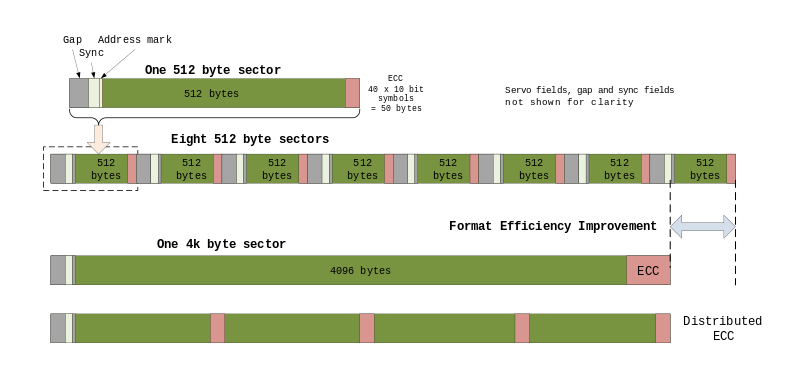 Gap Address mark
Sync
One 512 byte sector
512 bytes
ECC
40 x 10 bit
symbols
= 50 bytes
Servo fields, gap and sync fields
not shown for clarity
Eight 512 byte sectors
512 512 512 512 512 512 512 512
bytes bytes bytes bytes bytes bytes bytes bytes
Format Efficiency Improvement
One 4k byte sector
4096 bytes
ECC
Distributed
ECC